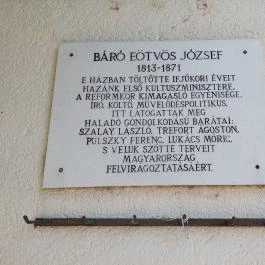 BÁRÓ EÖTVÖS JÓZSEF
1813-1871
E HÁZBAN TÖLTÖTTE IFJÚKORI ÉVEIT
HAZÁNK ELSŐ KULTUSZMINISZTERE,
A REFORMKOR KIMAGASLÓ EGYÉNISÉGE,
ÍRÓ, KÖLTŐ, MŰVELŐDÉSPOLITIKUS.
ITT LÁTOGATTÁK MEG
HALADÓ GONDOLKODÁSÚ BARÁTAI:
SZALAY LÁSZLÓ, TREFORT ÁGOSTON,
PULSZKY FERENC, LUKÁCS MÓRIC,
S VELÜK SZŐTTE TERVEIT
MAGYARORSZÁG
FELVIRÁGOZTATÁSÁÉRT.